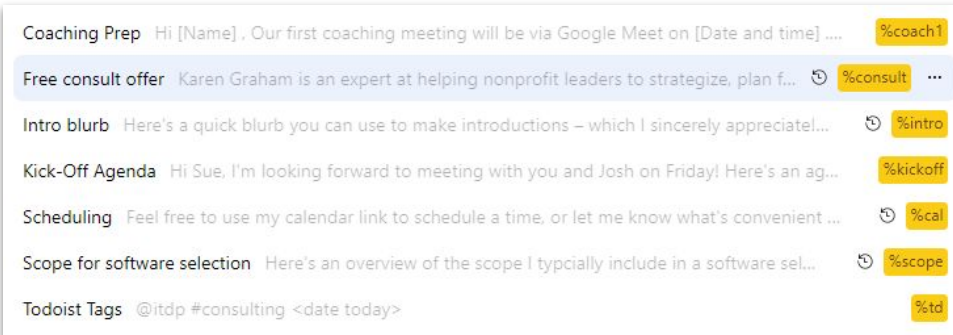 Coaching Prep Hi [Name] , Our first coaching meeting will be via Google Meet on [Date and time] .... %coach1
Free consult offer Karen Graham is an expert at helping nonprofit leaders to strategize, plan f... %consult ...
Intro blurb Here's a quick blurb you can use to make introductions – which I sincerely appreciate!... %intro
Kick-Off Agenda Hi Sue, I'm looking forward to meeting with you and Josh on Friday! Here's an ag... %kickoff
Scheduling Feel free to use my calendar link to schedule a time, or let me know what's convenient ... %cal
Scope for software selection Here's an overview of the scope I typcially include in a software sel... %scope
Todoist Tags @itdp #consulting <date today> %td